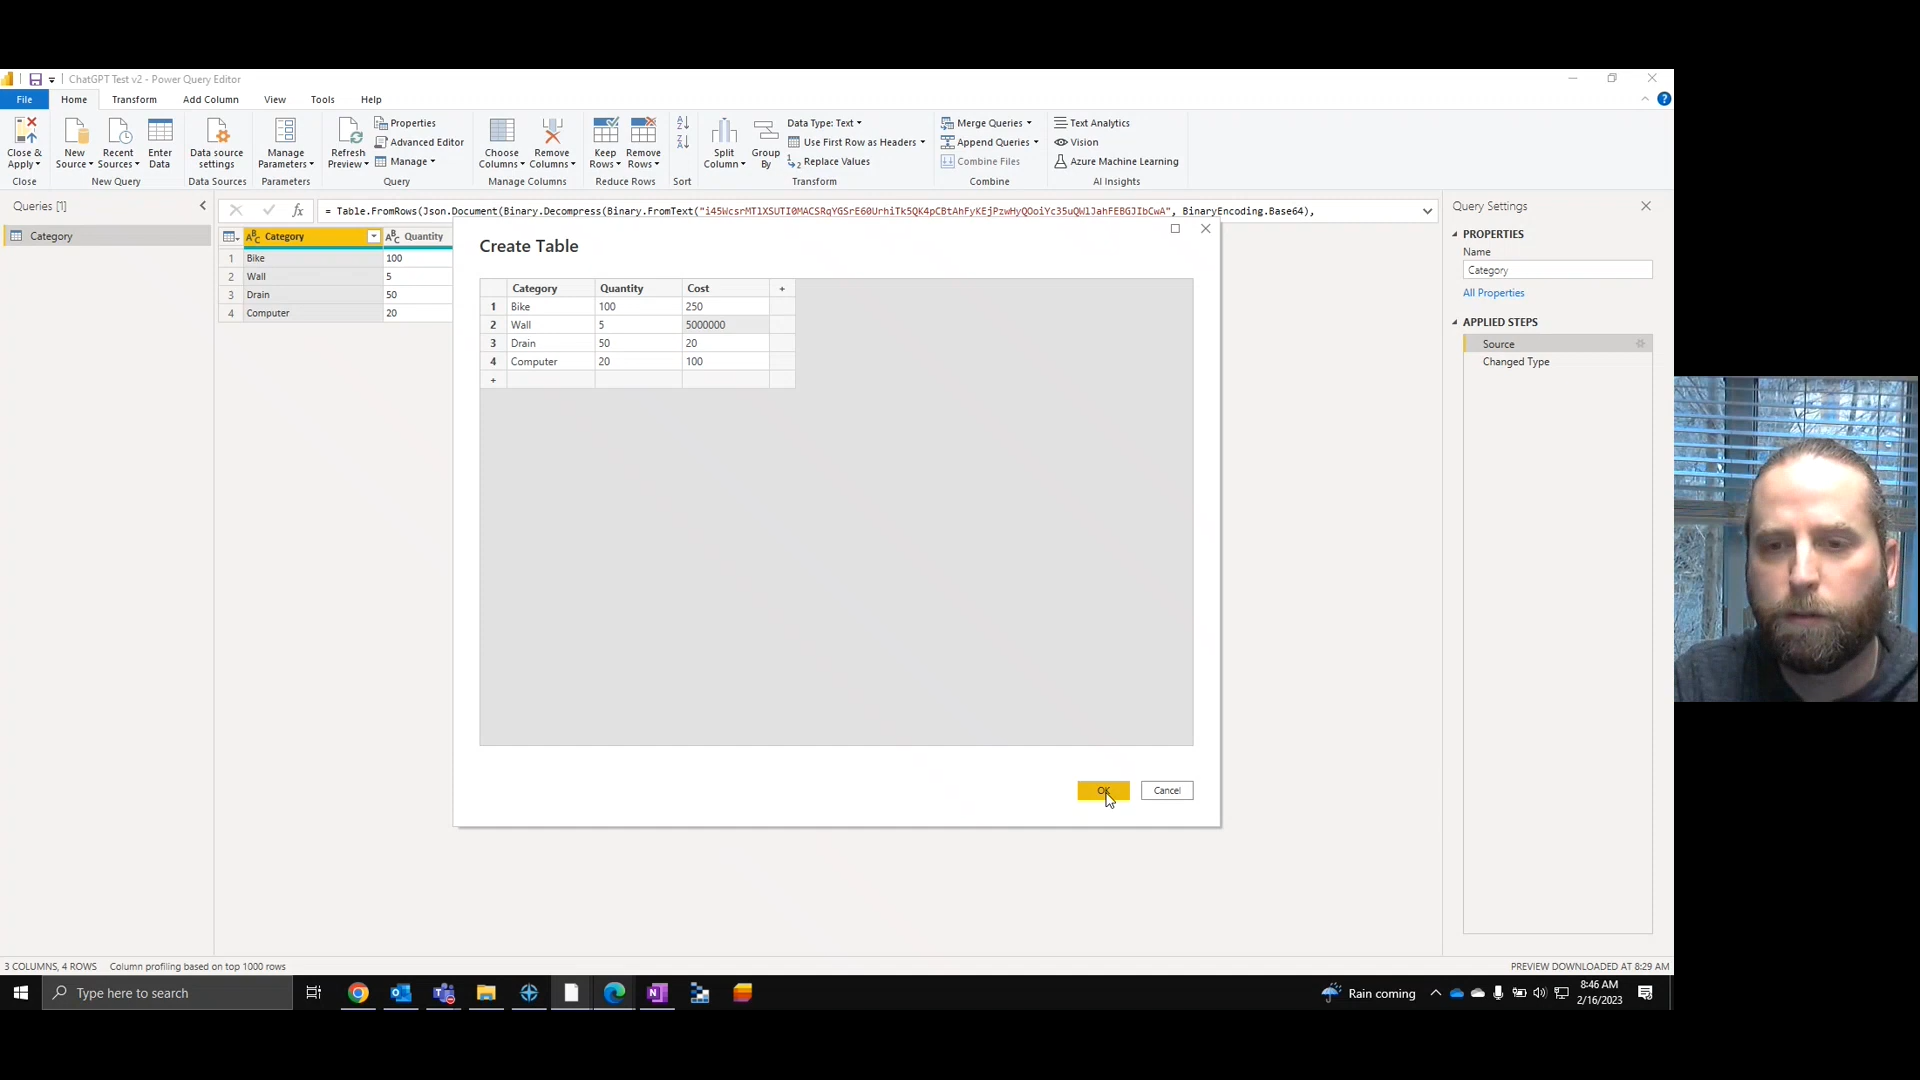 ChatGPT Test v2 - Power Query Editor
File Home Transform Add Column View Tools Help
Close & Apply
New Source
Recent Sources
Enter Data
Data source settings
Manage Parameters
Refresh Preview
Properties
Advanced Editor
Manage
Choose Columns
Remove Columns
Keep Rows
Remove Rows
Split Column
Group By
Data Type: Text
Use First Row as Headers
Replace Values
Merge Queries
Append Queries
Combine Files
Text Analytics
Vision
Azure Machine Learning
Close New Query Data Sources Parameters Query Manage Columns Reduce Rows Sort Transform Combine AI Insights
Queries [1]
Category
= Table.FromRows(Json.Document(Binary.Decompress(Binary.FromText(" BinaryEncoding.Base64),
Category Quantity
1 Bike 100
2 Wall 5
3 Drain 50
4 Computer 20
Create Table
Category Quantity Cost +
1 Bike 100 250
2 Wall 5 5000000
3 Drain 50 20
4 Computer 20 100
+
OK Cancel
Query Settings
PROPERTIES
Name
Category
All Properties
APPLIED STEPS
Source
Changed Type
3 COLUMNS, 4 ROWS Column profiling based on top 1000 rows
PREVIEW DOWNLOADED AT 8:29 AM
Type here to search
Rain coming
8:46 AM
2/16/2023